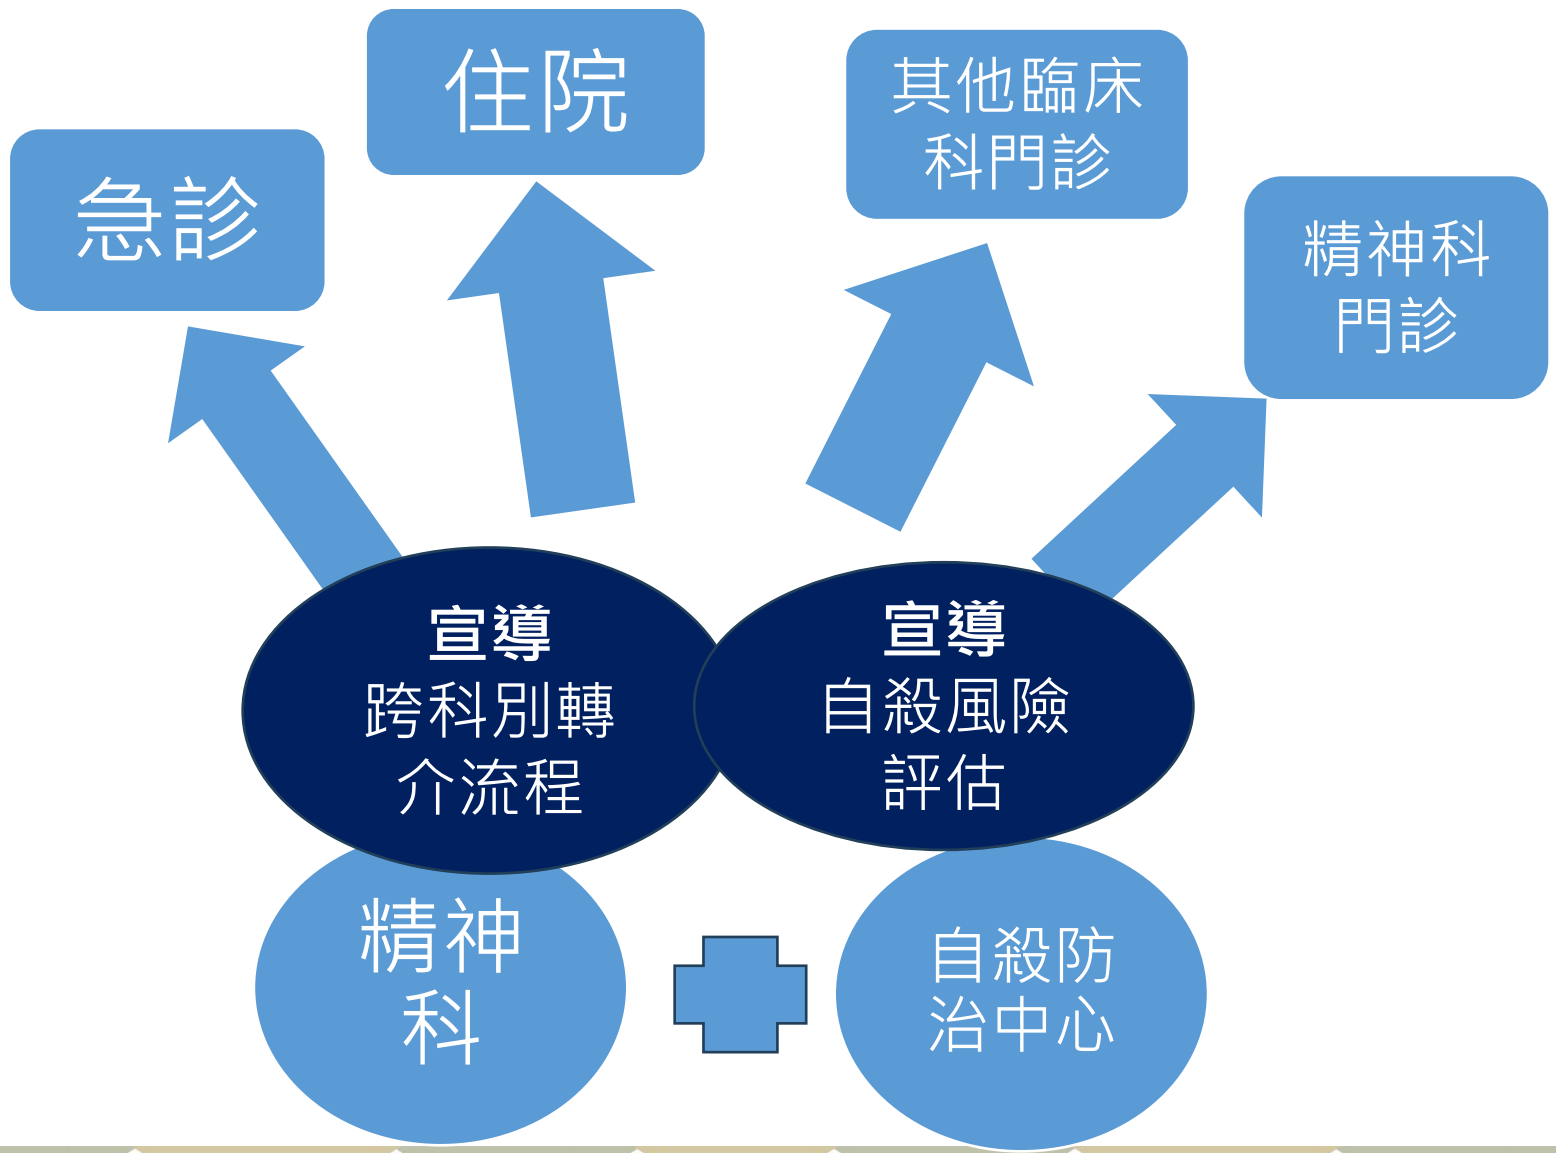 急診
住院
其他臨床
科門診
精神科
門診
宣導
跨科別轉
介流程
宣導
自殺風險
評估
精神
科
自殺防
治中心